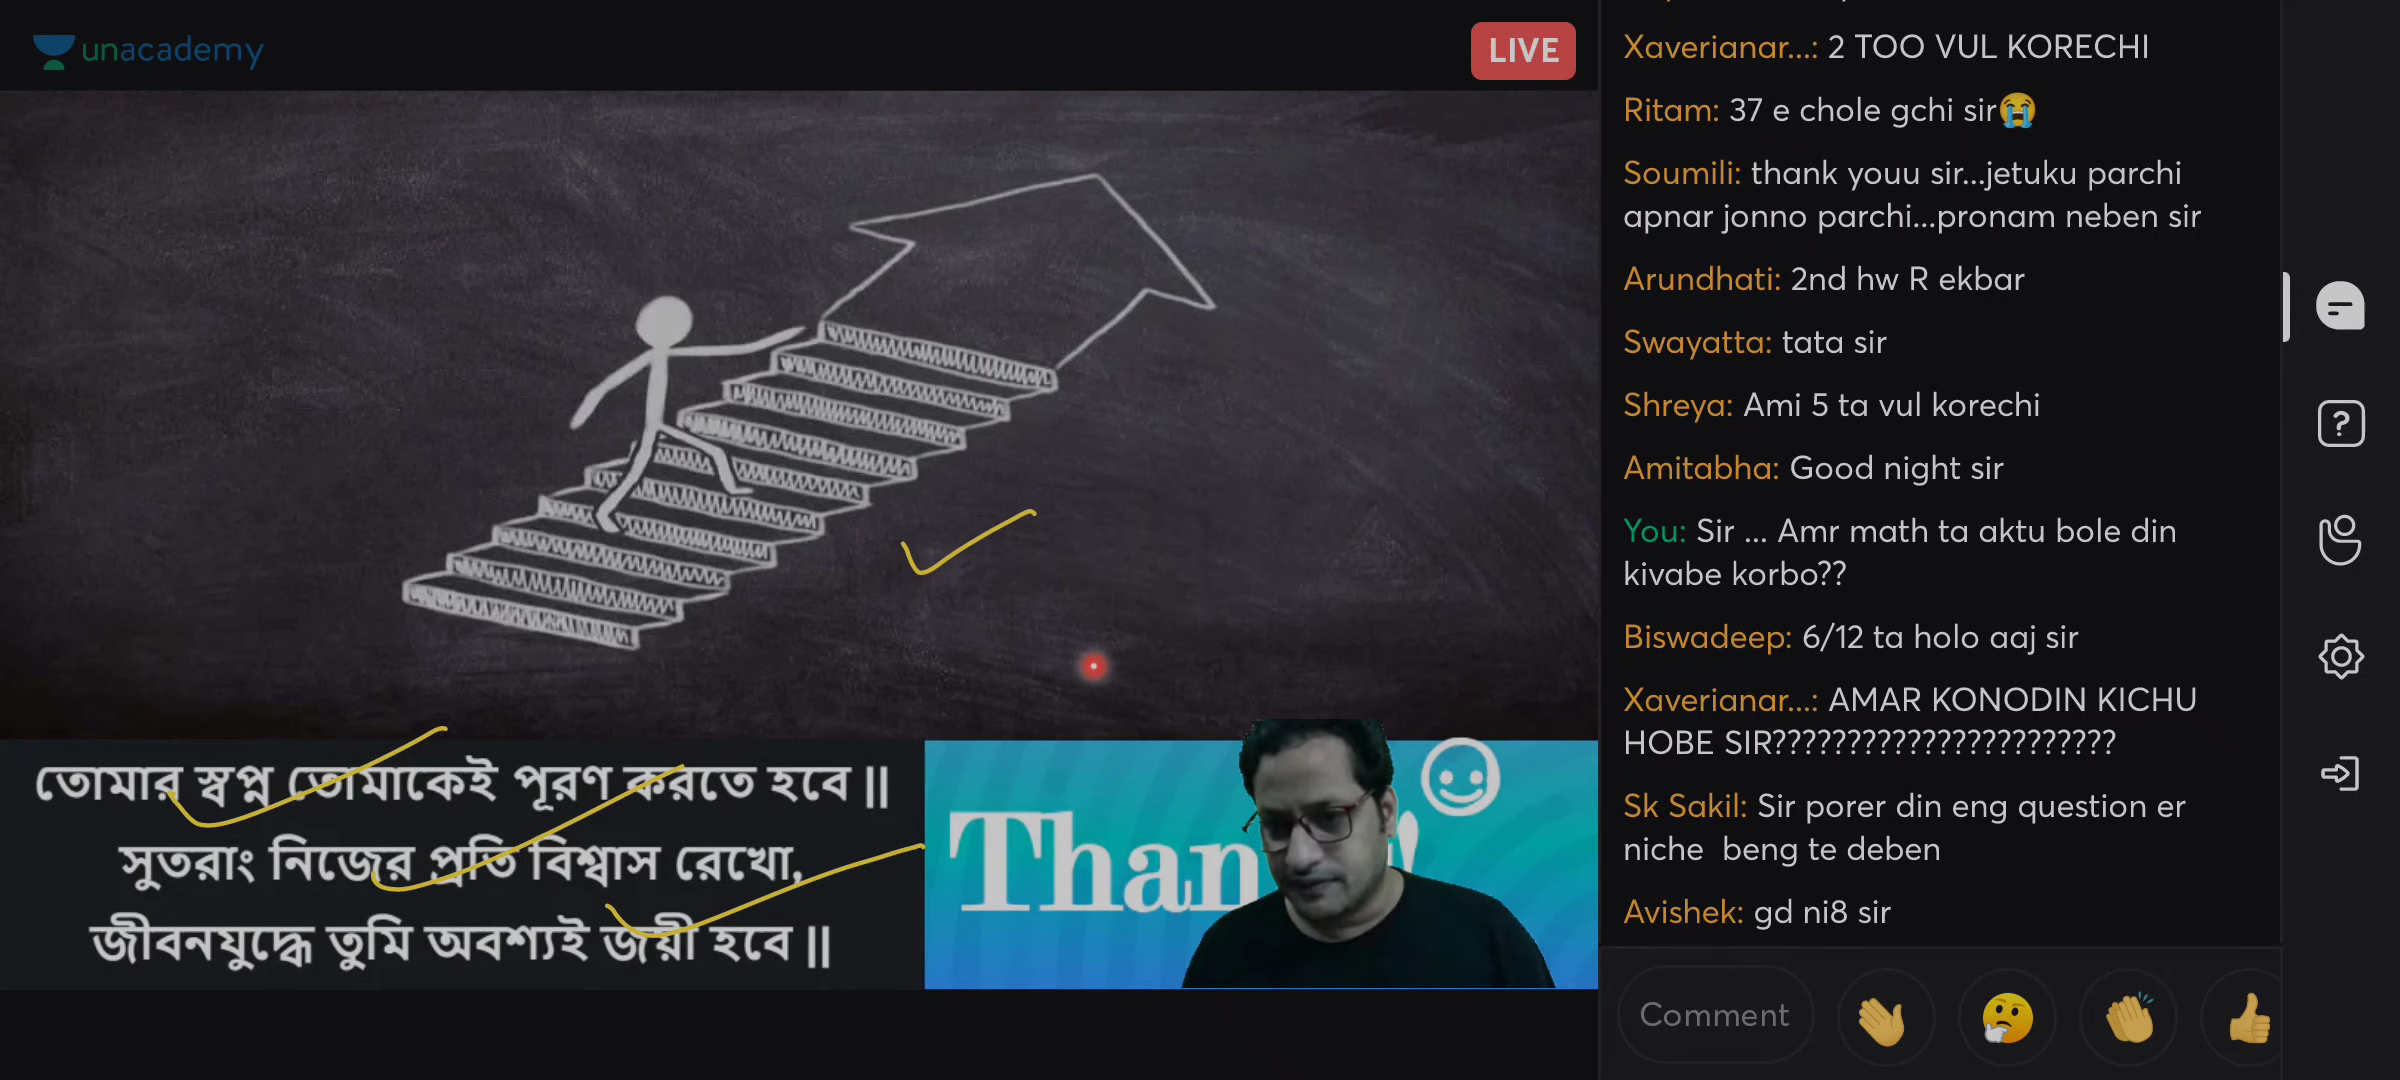 unacademy
LIVE
তোমার স্বপ্ন তোমাকেই পূরণ করতে হবে ||
সুতরাং নিজের প্রতি বিশ্বাস রেখো,
জীবনযুদ্ধে তুমি অবশ্যই জয়ী হবে ||
Than
Xaverianar...: 2 TOO VUL KORECHI
Ritam: 37 e chole gchi sir😭
Soumili: thank youu sir...jetuku parchi
apnar jonno parchi...pronam neben sir
Arundhati: 2nd hw R ekbar
Swayatta: tata sir
Shreya: Ami 5 ta vul korechi
Amitabha: Good night sir
You: Sir ... Amr math ta aktu bole din
kivabe korbo??
Biswadeep: 6/12 ta holo aaj sir
Xaverianar...: AMAR KONODIN KICHU
HOBE SIR???????????????????????
Sk Sakil: Sir porer din eng question er
niche  beng te deben
Avishek: gd ni8 sir
Comment